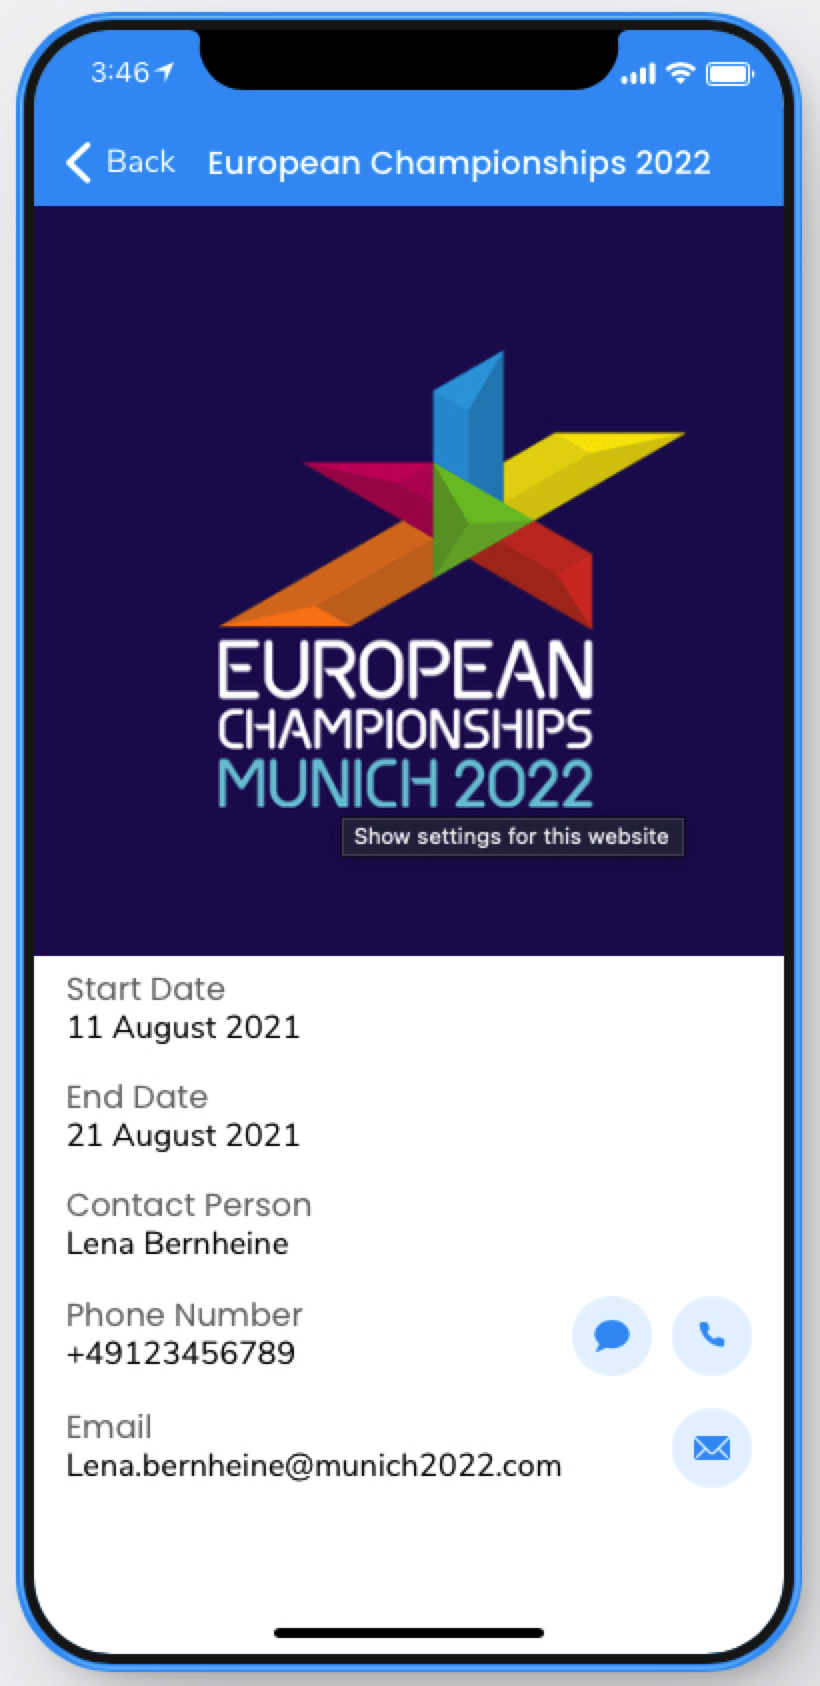 3:46
Back European Championships 2022
EUROPEAN
CHAMPIONSHIPS
MUNICH 2022
Show settings for this website
Start Date
11 August 2021
End Date
21 August 2021
Contact Person
Lena Bernheine
Phone Number
+49123456789
Email
Lena.bernheine@munich2022.com